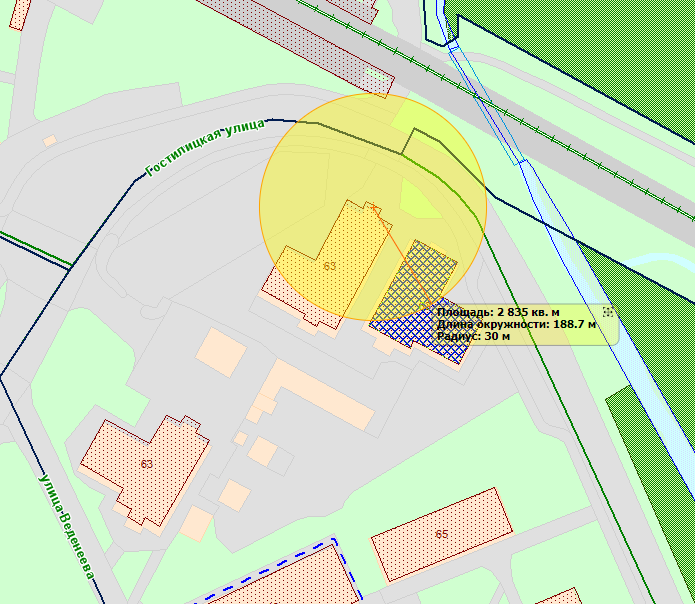 Гостилицкая улица
63
Площадь: 2 835 кв. м
Длина окружности: 188.7 м
Радиус: 30 м
63
улица Веденеева
65